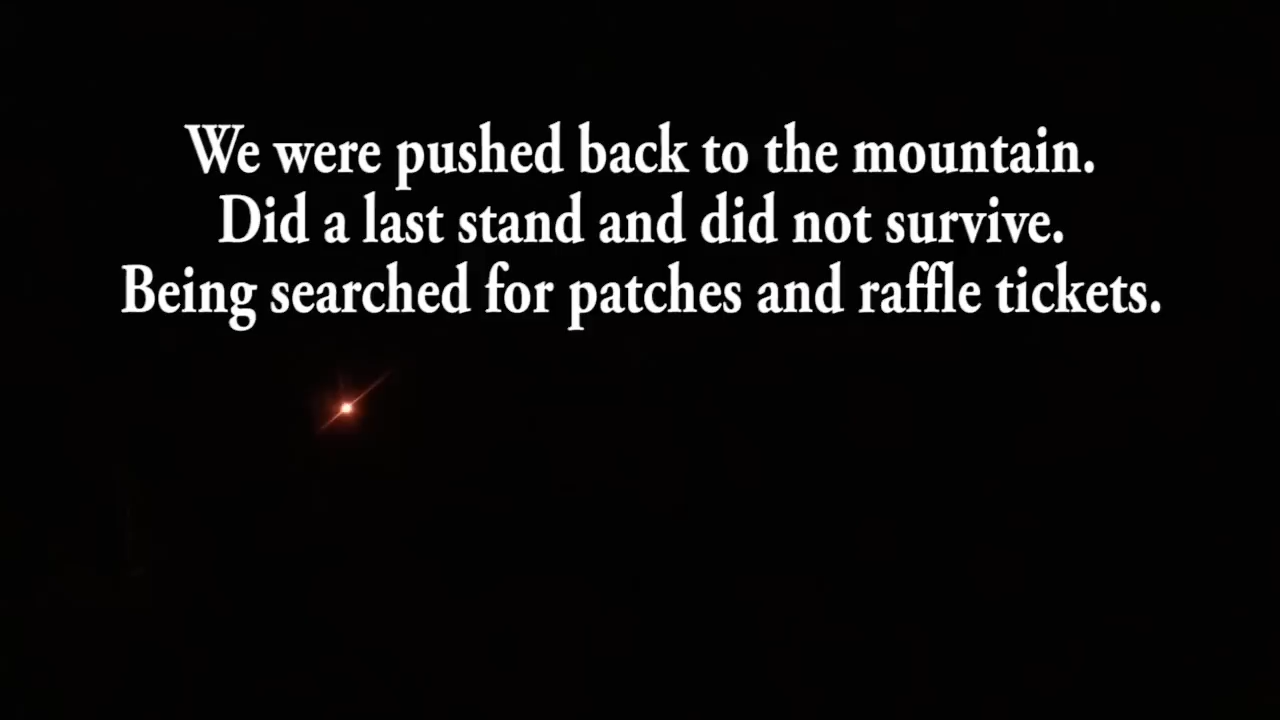 We were pushed back to the mountain.
Did a last stand and did not survive.
Being searched for patches and raffle tickets.